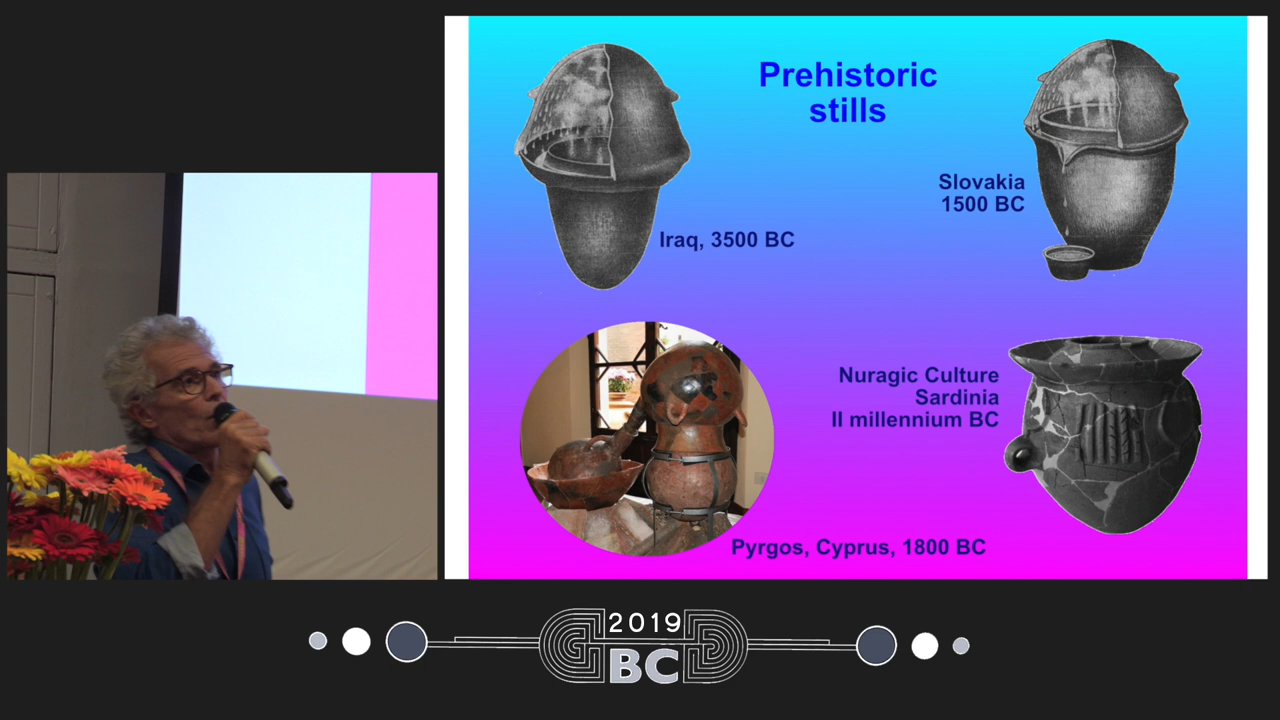 Prehistoric
stills
Iraq, 3500 BC
Slovakia
1500 BC
Nuragic Culture
Sardinia
II millennium BC
Pyrgos, Cyprus, 1800 BC
2019
BC